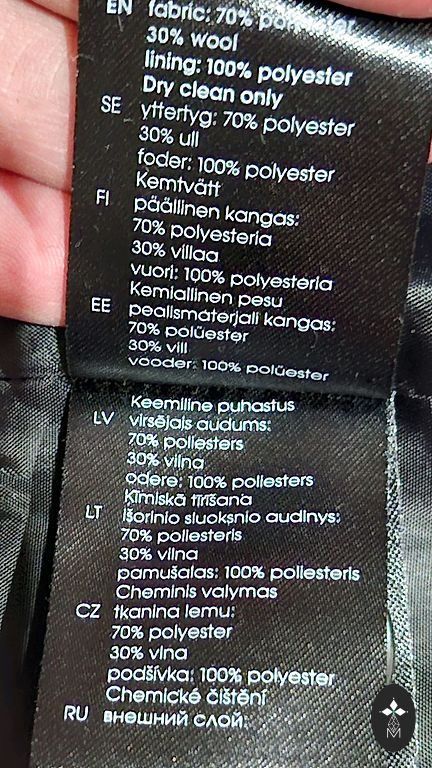 EN fabric: 70% polyester
30% wool
lining: 100% polyester
Dry clean only
SE yttertyg: 70% polyester
30% ull
foder: 100% polyester
Kemtvätt
FI päällinen kangas:
70% polyesteria
30% villaa
vuori: 100% polyesteria
Kemiallinen pesu
EE pealismaterjali kangas:
70% polüester
30% vill
vooder: 100% polüester
Keemiline puhastus
LV virsējais audums:
70% poliesters
30% vilna
odere: 100% poliesters
Ķīmiskā tīrīšana
LT Išorinio sluoksnio audinys:
70% poliesteris
30% vilna
pamušalas: 100% poliesteris
Cheminis valymas
CZ tkanina lemu:
70% polyester
30% vlna
podšívka: 100% polyester
Chemické čištění
RU внешний слой:
M